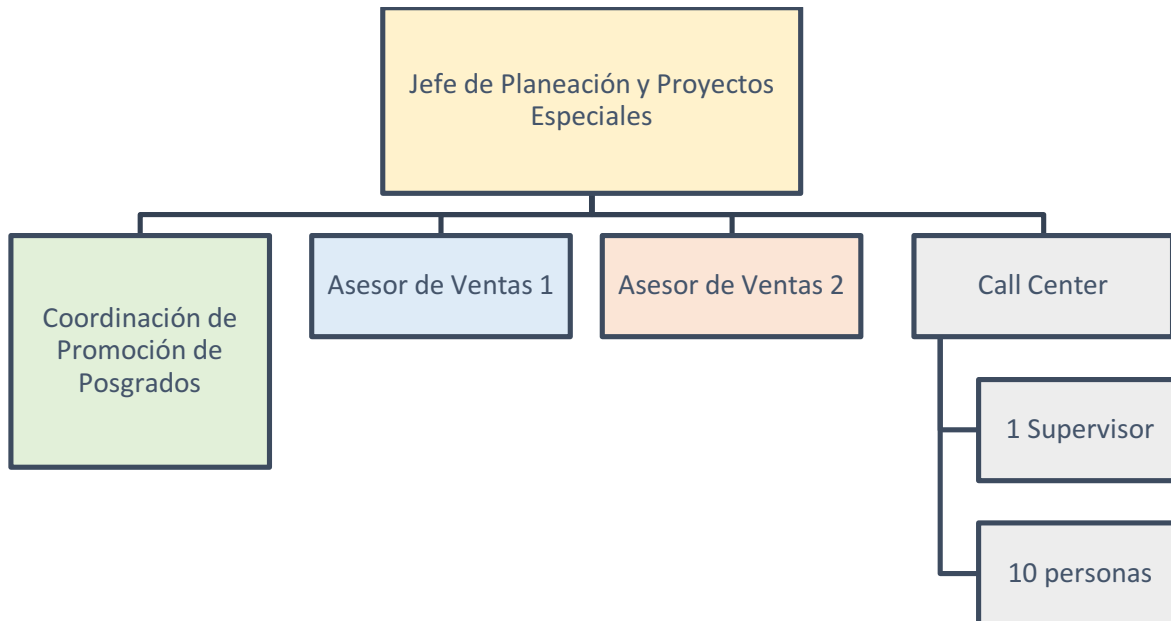 Jefe de Planeación y Proyectos
Especiales
Coordinación de
Promoción de
Posgrados
Asesor de Ventas 1
Asesor de Ventas 2
Call Center
1 Supervisor
10 personas